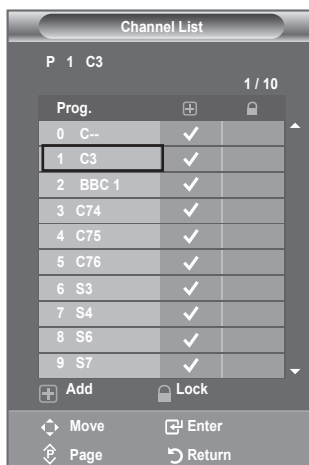 Channel List
P 1 C3
1 / 10
Prog.
0 C--
1 C3
2 BBC 1
3 C74
4 C75
5 C76
6 S3
7 S4
8 S6
9 S7
Add Lock
Move Enter
P Page Return